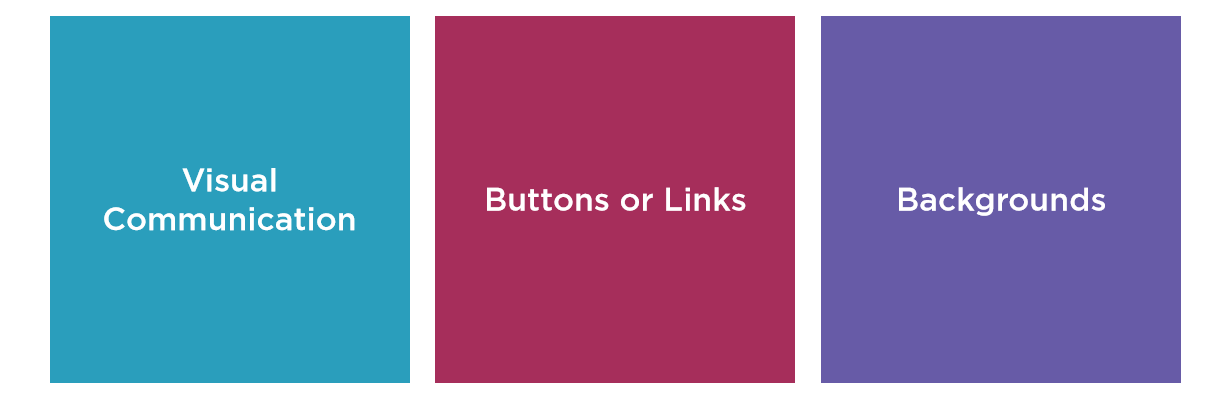 Visual
Communication
Buttons or Links
Backgrounds